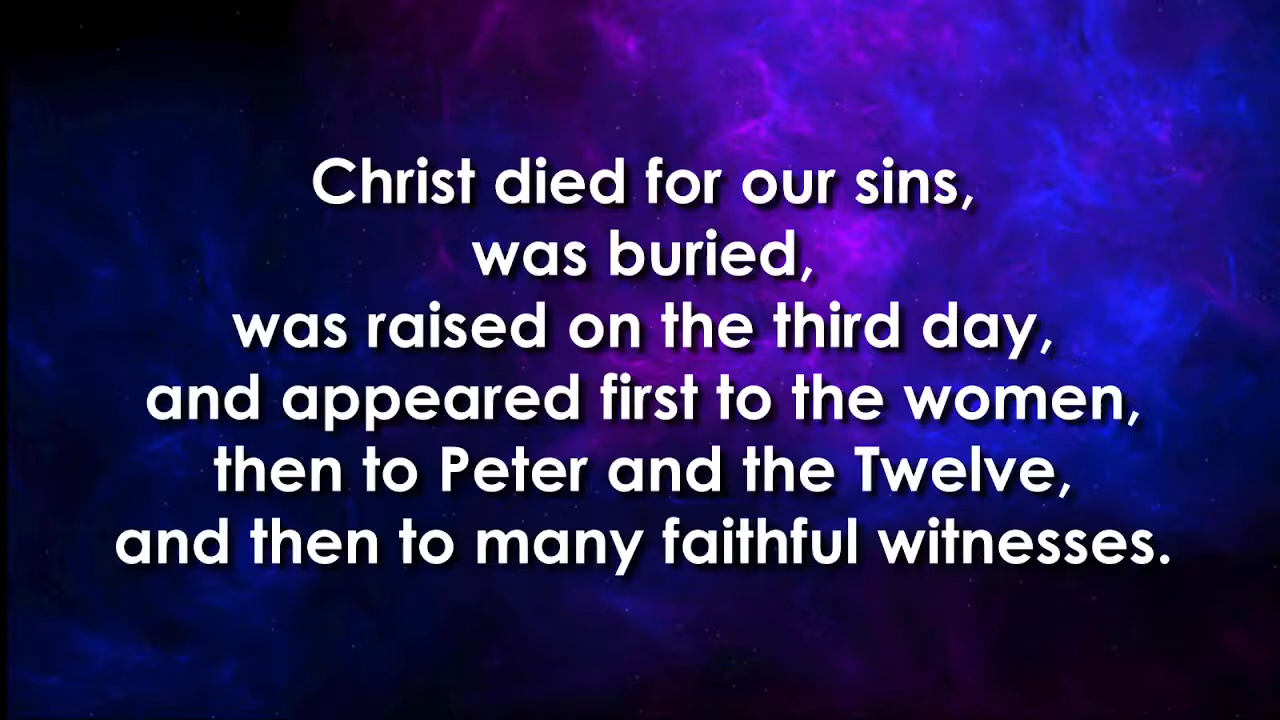 Christ died for our sins,
was buried,
was raised on the third day,
and appeared first to the women,
then to Peter and the Twelve,
and then to many faithful witnesses.